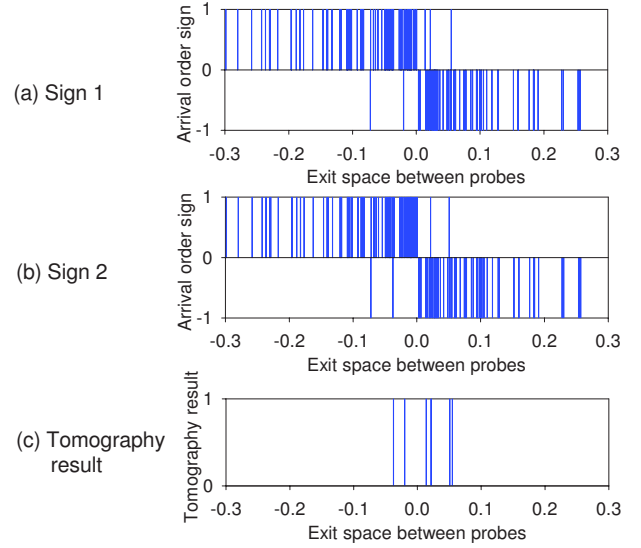 (a) Sign 1
Arrival order sign
1
0
-1
-0.3 -0.2 -0.1 0.0 0.1 0.2 0.3
Exit space between probes
(b) Sign 2
Arrival order sign
1
0
-1
-0.3 -0.2 -0.1 0.0 0.1 0.2 0.3
Exit space between probes
(c) Tomography
result
Tomography result
1
0
-0.3 -0.2 -0.1 0.0 0.1 0.2 0.3
Exit space between probes